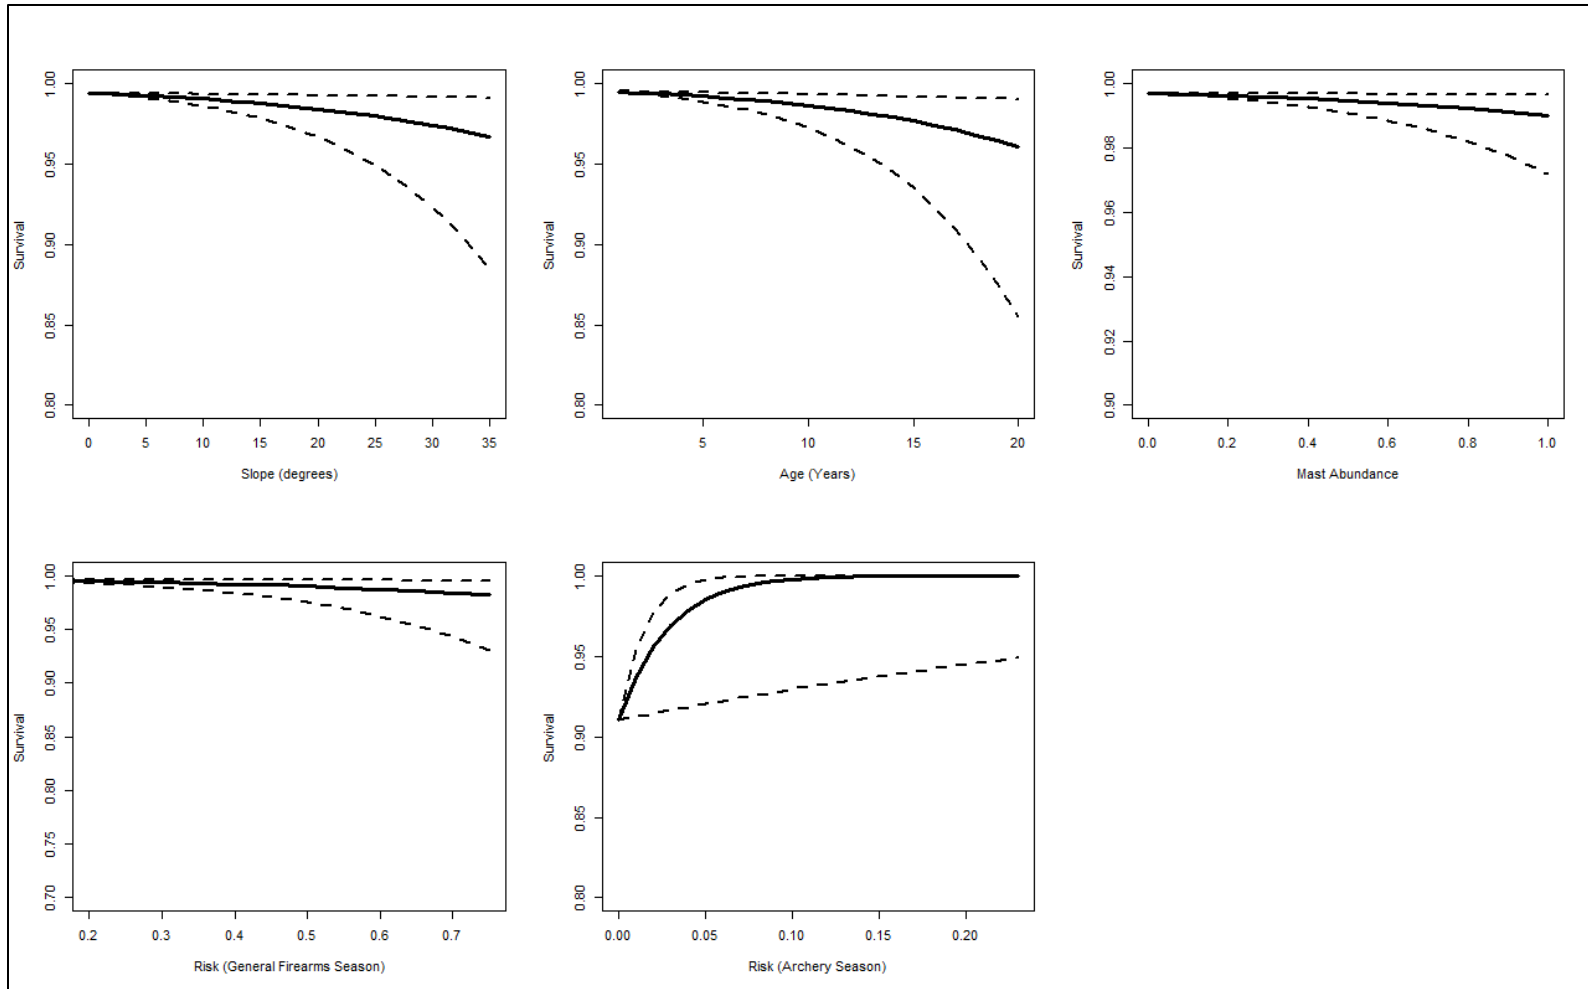 1.00
0.95
0.90
0.85
0.80
Survival
0 5 10 15 20 25 30 35
Slope (degrees)
1.00
0.95
0.90
0.85
0.80
Survival
5 10 15 20
Age (Years)
1.00
0.98
0.96
0.94
0.92
0.90
Survival
0.0 0.2 0.4 0.6 0.8 1.0
Mast Abundance
1.00
0.95
0.90
0.85
0.80
0.75
0.70
Survival
0.2 0.3 0.4 0.5 0.6 0.7
Risk (General Firearms Season)
1.00
0.95
0.90
0.85
0.80
Survival
0.00 0.05 0.10 0.15 0.20
Risk (Archery Season)